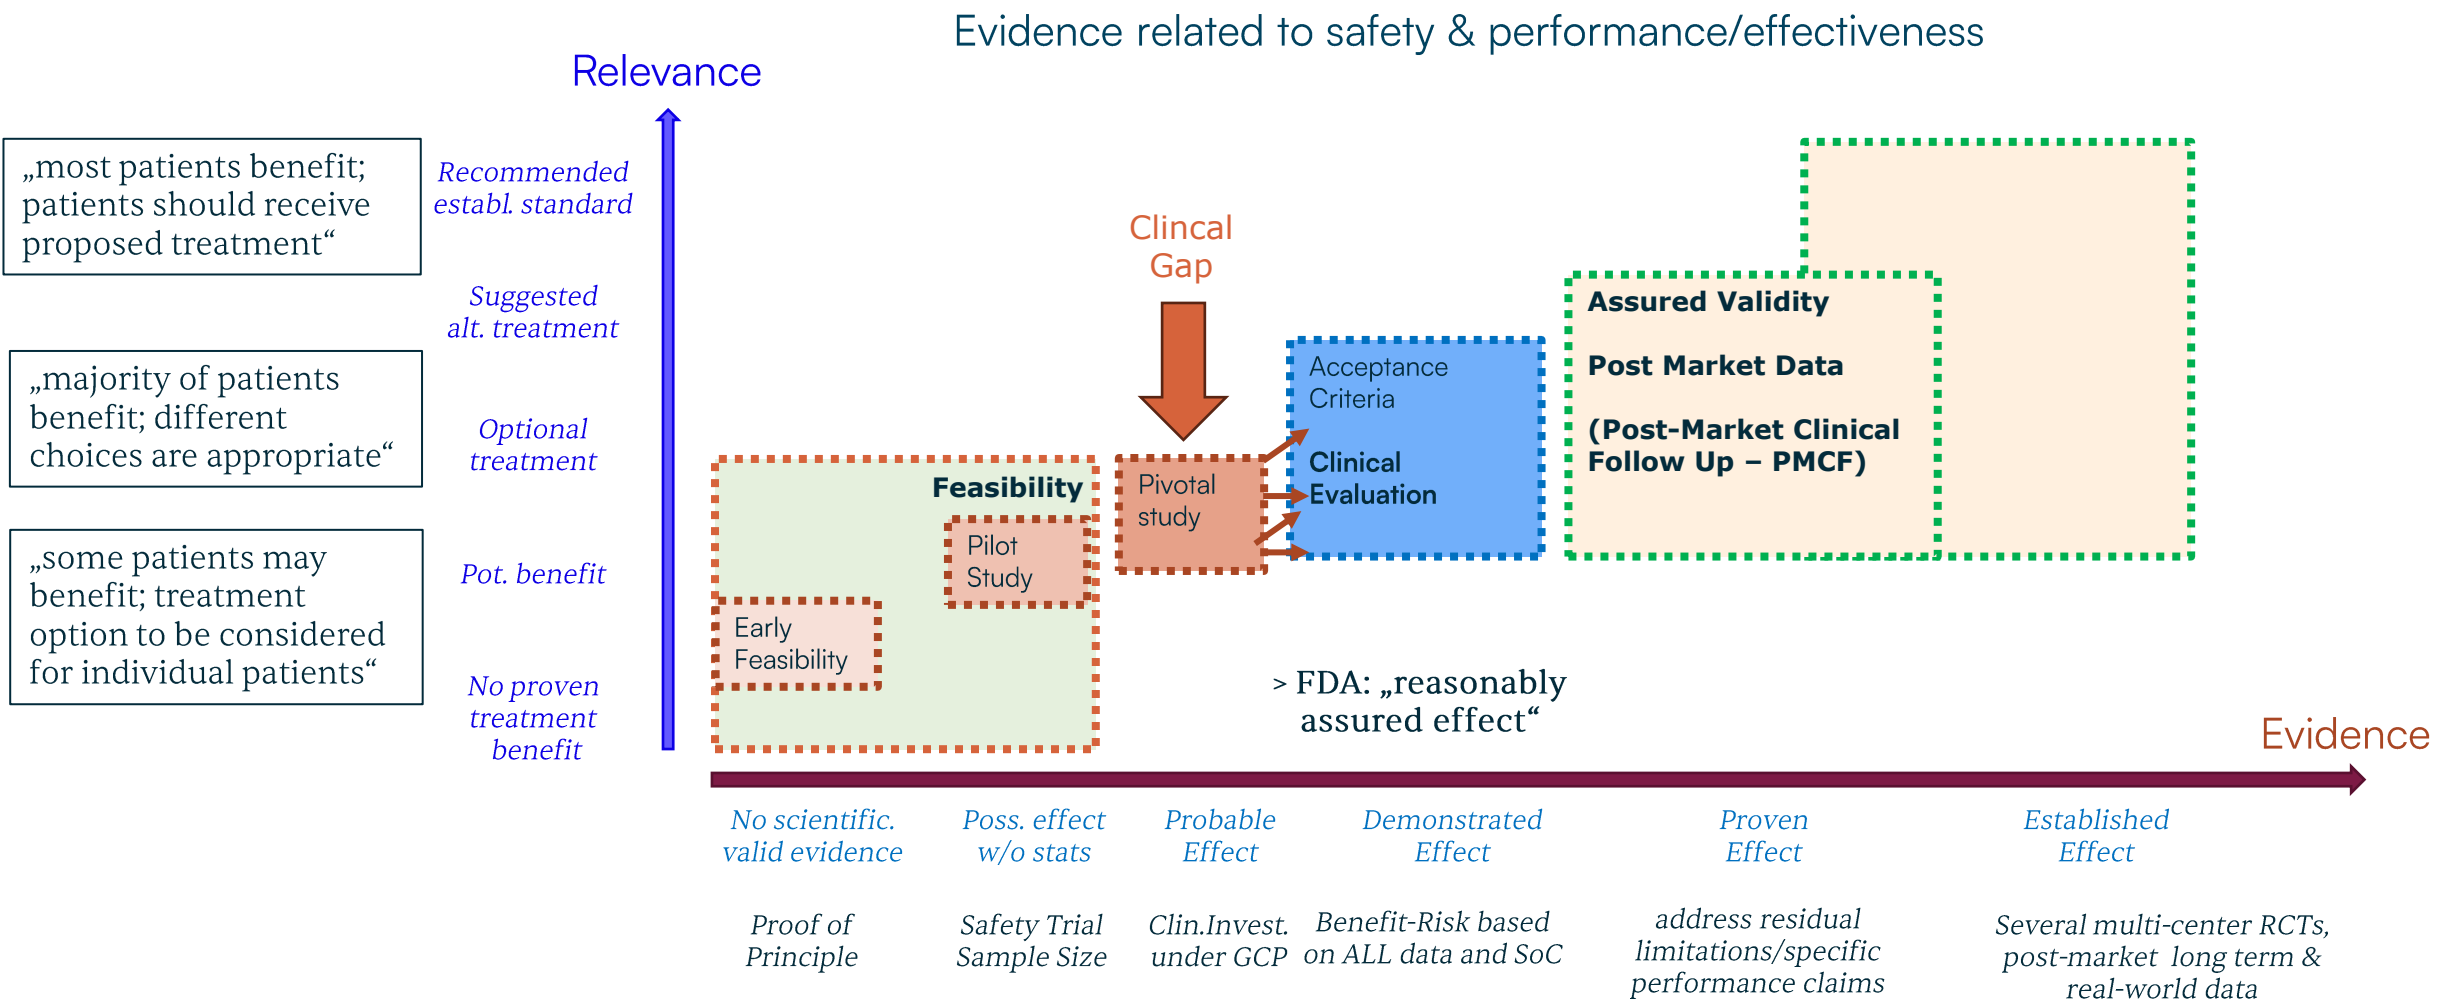 Evidence related to safety & performance/effectiveness
Relevance
„most patients benefit;
patients should receive
proposed treatment“
„majority of patients
benefit; different
choices are appropriate“
„some patients may
benefit; treatment
option to be considered
for individual patients“
Recommended
establ. standard
Suggested
alt. treatment
Optional
treatment
Pot. benefit
No proven
treatment
benefit
Feasibility
Pilot
Study
Early
Feasibility
Clincal
Gap
Pivotal
study
Acceptance
Criteria
Clinical
Evaluation
Assured Validity
Post Market Data
(Post-Market Clinical
Follow Up – PMCF)
> FDA: „reasonably
assured effect“
Evidence
No scientific.
valid evidence
Poss. effect
w/o stats
Probable
Effect
Demonstrated
Effect
Proven
Effect
Established
Effect
Proof of
Principle
Safety Trial
Sample Size
Clin.Invest.
under GCP
Benefit-Risk based
on ALL data and SoC
address residual
limitations/specific
performance claims
Several multi-center RCTs,
post-market long term &
real-world data